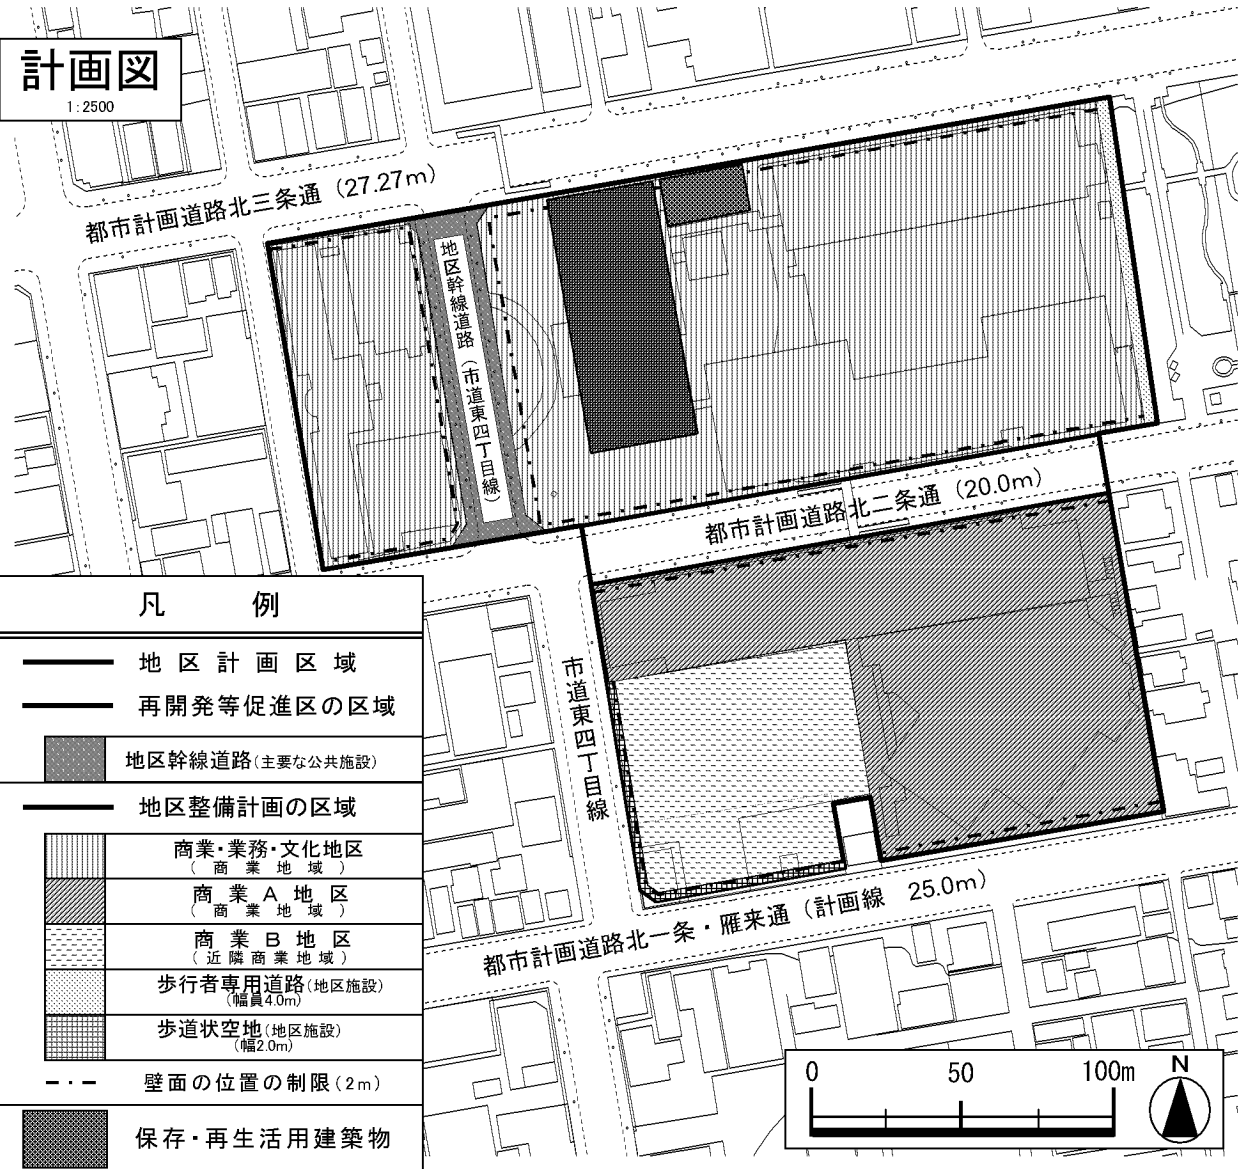 計画図
1:2500
都市計画道路北三条通（27.27m）
地区幹線道路（市道東四丁目線）
都市計画道路北二条通（20.0m）
市道東四丁目線
都市計画道路北一条・雁来通（計画線 25.0m）
凡 例
地区計画区域
再開発等促進区の区域
地区幹線道路(主要な公共施設)
地区整備計画の区域
商業・業務・文化地区
（商業地域）
商業A地区
（商業地域）
商業B地区
（近隣商業地域）
歩行者専用道路(地区施設)
(幅員4.0m)
歩道状空地(地区施設)
(幅2.0m)
壁面の位置の制限(2m)
保存・再生活用建築物
0 50 100m
N